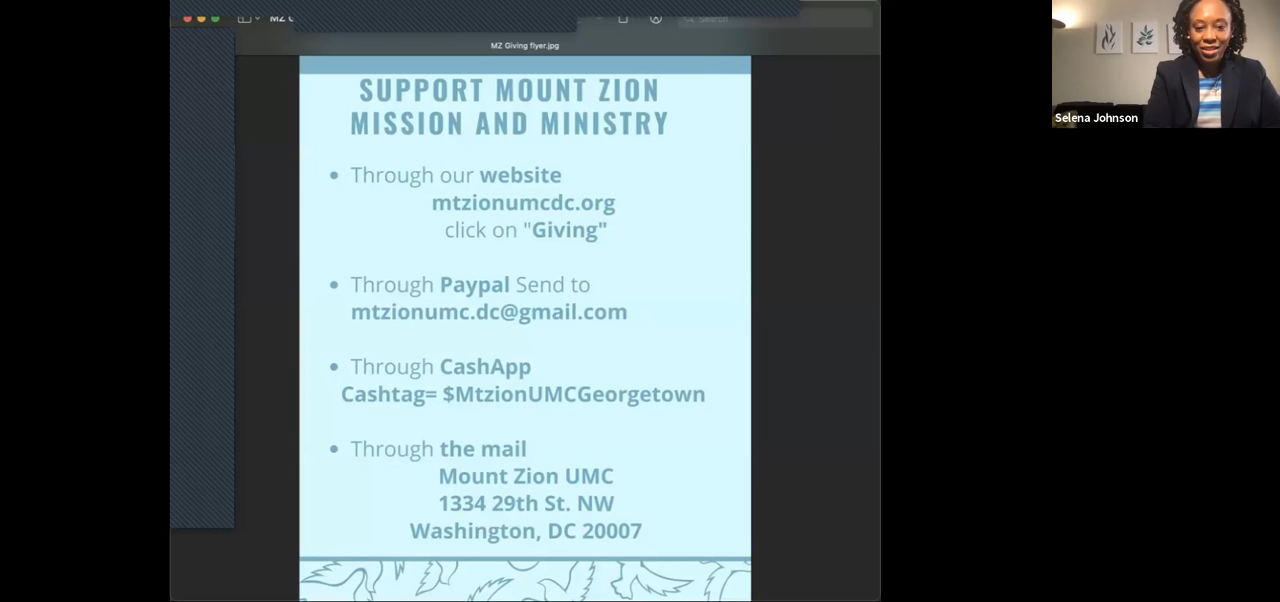 MZ
Search
MZ Giving flyer.jpg
SUPPORT MOUNT ZION
MISSION AND MINISTRY
• Through our website
mtzionumcdc.org
click on "Giving"
• Through Paypal Send to
mtzionumc.dc@gmail.com
• Through CashApp
Cashtag= $MtzionUMCGeorgetown
• Through the mail
Mount Zion UMC
1334 29th St. NW
Washington, DC 20007
Selena Johnson